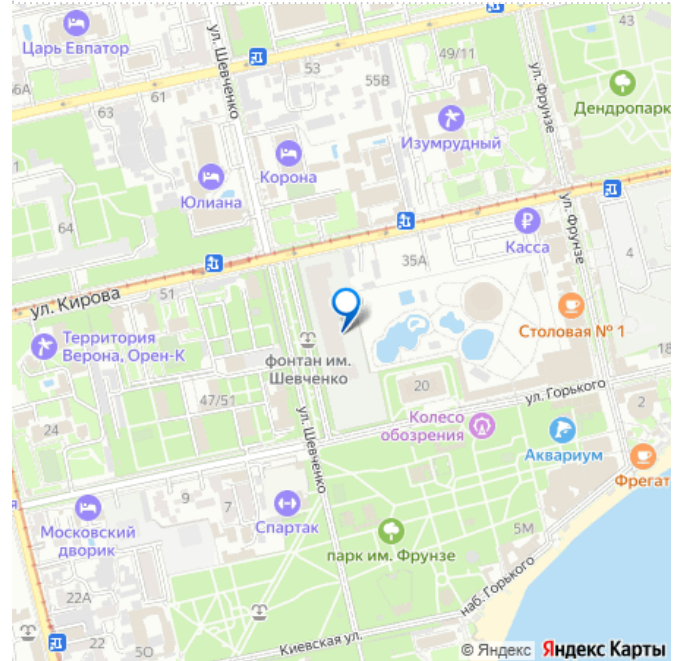 43
Царь Евпатор
49/11
ул. Шевченко
53
55В
ул. Фрунзе
61
63
Дендропарк
Изумрудный
Корона
Юлиана
ул. Фрунзе
64
Касса
4
35А
51
ул. Кирова
Столовая № 1
Территория
Верона, Орен-К
фонтан им.
Шевченко
20
47/51
ул. Горького
2
24
ул. Шевченко
Колесо
обозрения
Аквариум
Фрегат
9
7
Московский
дворик
Спартак
5М
парк им. Фрунзе
22А
наб. Горького
22
50
Киевская ул.
© Яндекс Яндекс Карты